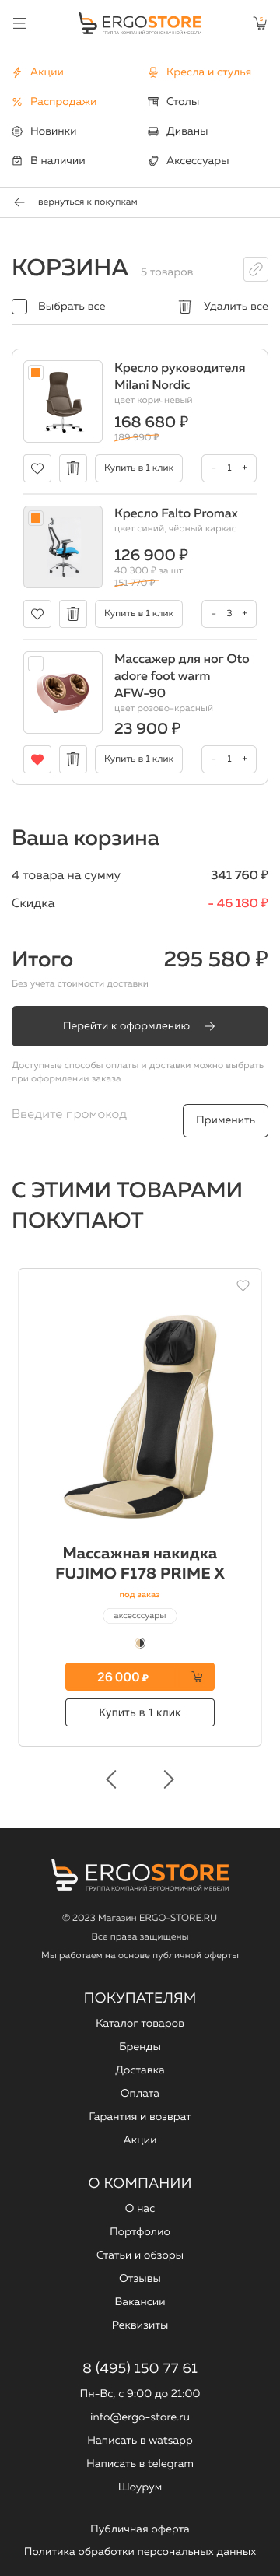 ERGOSTORE
ГРУППА КОМПАНИЙ ЭРГОНОМИЧНОЙ МЕБЕЛИ
5
Акции
Кресла и стулья
Распродажи
Столы
Новинки
Диваны
В наличии
Аксессуары
вернуться к покупкам
КОРЗИНА 5 товаров
Выбрать все Удалить все
Кресло руководителя
Milani Nordic
цвет коричневый
168 680 ₽
189 990 ₽
Купить в 1 клик - 1 +
Кресло Falto Promax
цвет синий, чёрный каркас
126 900 ₽
40 300 ₽ за шт.
151 770 ₽
Купить в 1 клик - 3 +
Массажер для ног Oto
adore foot warm
AFW-90
цвет розово-красный
23 900 ₽
Купить в 1 клик - 1 +
Ваша корзина
4 товара на сумму 341 760 ₽
Скидка - 46 180 ₽
Итого 295 580 ₽
Без учета стоимости доставки
Перейти к оформлению
Доступные способы оплаты и доставки можно выбрать
при оформлении заказа
Введите промокод
Применить
С ЭТИМИ ТОВАРАМИ
ПОКУПАЮТ
Массажная накидка
FUJIMO F178 PRIME X
под заказ
аксесссуары
26 000 ₽
Купить в 1 клик
ERGOSTORE
ГРУППА КОМПАНИЙ ЭРГОНОМИЧНОЙ МЕБЕЛИ
© 2023 Магазин ERGO-STORE.RU
Все права защищены
Мы работаем на основе публичной оферты
ПОКУПАТЕЛЯМ
Каталог товаров
Бренды
Доставка
Оплата
Гарантия и возврат
Акции
О КОМПАНИИ
О нас
Портфолио
Статьи и обзоры
Отзывы
Вакансии
Реквизиты
8 (495) 150 77 61
Пн-Вс, с 9:00 до 21:00
info@ergo-store.ru
Написать в watsapp
Написать в telegram
Шоурум
Публичная оферта
Политика обработки персональных данных